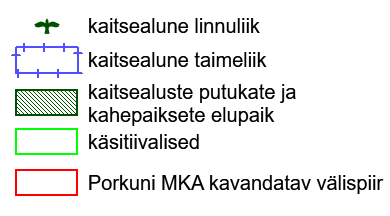 kaitsealune linnuliik
kaitsealune taimeliik
kaitsealuste putukate ja
kahepaiksete elupaik
käsitiivalised
Porkuni MKA kavandatav välispiir